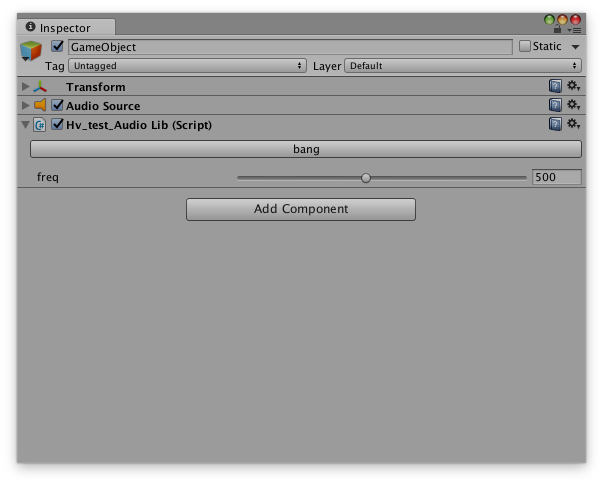 Inspector
GameObject
Static
Tag Untagged Layer Default
Transform
Audio Source
Hv_test_Audio Lib (Script)
bang
freq 500
Add Component